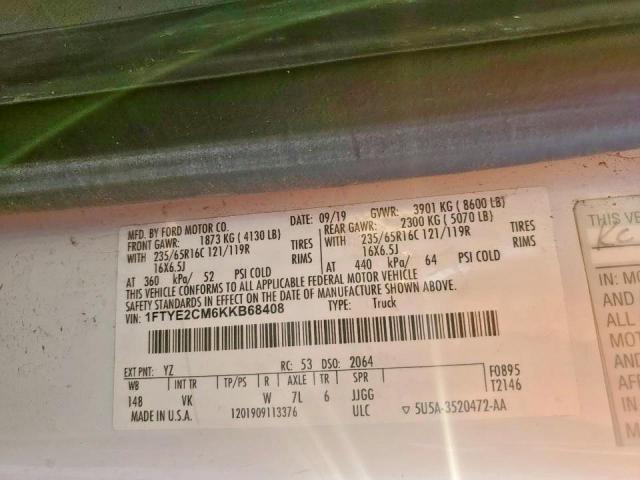 MFD. BY FORD MOTOR CO.
DATE: 09/19 GVWR: 3901 KG ( 8600 LB)
FRONT GAWR: 1873 KG ( 4130 LB)
REAR GAWR: 2300 KG ( 5070 LB)
WITH 235/65R16C 121/119R TIRES
WITH 235/65R16C 121/119R TIRES
16X6.5J RIMS
16X6.5J RIMS
AT 360 kPa/ 52 PSI COLD
AT 440 kPa/ 64 PSI COLD
THIS VEHICLE CONFORMS TO ALL APPLICABLE FEDERAL MOTOR VEHICLE
SAFETY STANDARDS IN EFFECT ON THE DATE OF MANUFACTURE SHOWN ABOVE.
VIN: 1FTYE2CM6KKB68408 TYPE: Truck
EXT PNT: YZ RC: 53 DSO: 2064
WB INT TR TP/PS R AXLE TR SPR F0895
148 VK W 7L 6 JJGG T2146
MADE IN U.S.A. 1201909113376 ULC 5U5A-3520472-AA
THIS VE
IN: MO
AND
ALL
MOT
AND
DAT